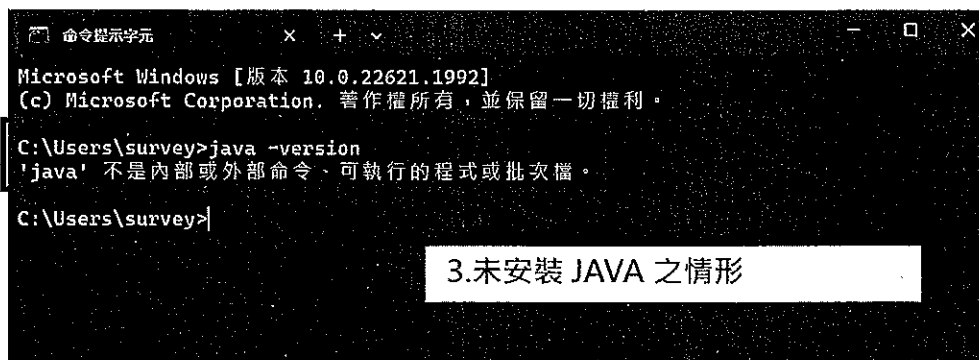 命令提示字元
Microsoft Windows [版本 10.0.22621.1992]
(c) Microsoft Corporation. 著作權所有，並保留一切權利。
C:\Users\survey>java -version
'java' 不是內部或外部命令、可執行的程式或批次檔。
C:\Users\survey>
3.未安裝 JAVA 之情形